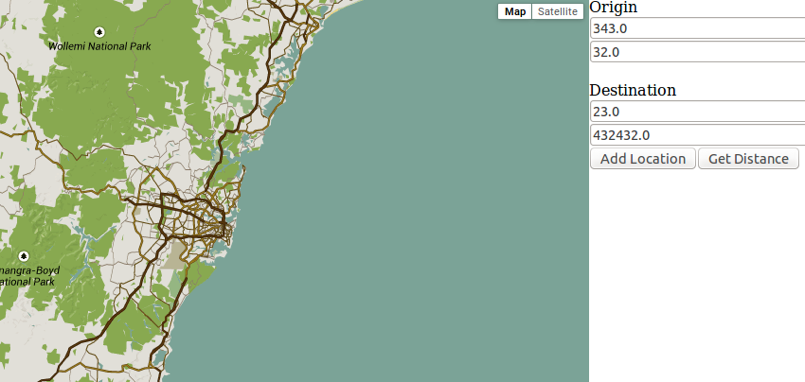 Wollemi National Park
nangra-Boyd
ational Park
Map
Satellite
Origin
343.0
32.0
Destination
23.0
432432.0
Add Location
Get Distance